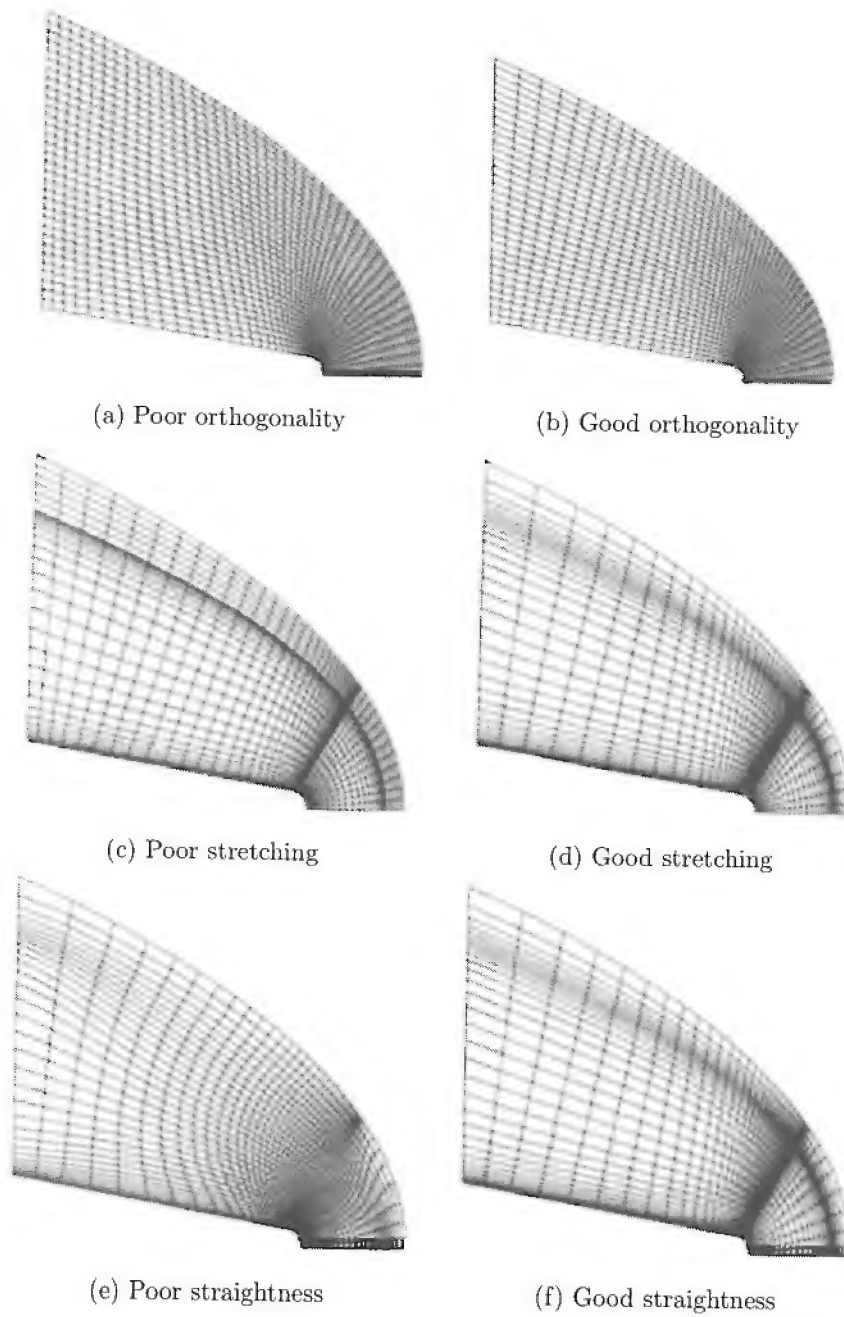 (a) Poor orthogonality
(b) Good orthogonality
(c) Poor stretching
(d) Good stretching
(e) Poor straightness
(f) Good straightness